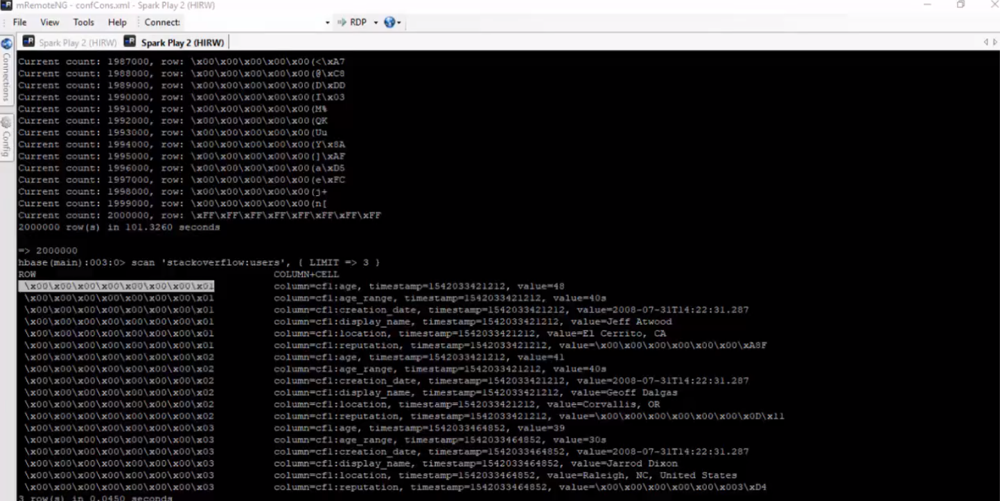 mRemoteNG - confCons.xml - Spark Play 2 (HIRW)
File View Tools Help Connect: RDP
Spark Play 2 (HIRW) Spark Play 2 (HIRW)
Connections
Config
Current count: 1987000, row: \x00\x00\x00\x00\x00(<\xA7
Current count: 1988000, row: \x00\x00\x00\x00\x00(@\xC8
Current count: 1989000, row: \x00\x00\x00\x00\x00(D\xDD
Current count: 1990000, row: \x00\x00\x00\x00\x00(I\x03
Current count: 1991000, row: \x00\x00\x00\x00\x00(M%
Current count: 1992000, row: \x00\x00\x00\x00\x00(QK
Current count: 1993000, row: \x00\x00\x00\x00\x00(Uu
Current count: 1994000, row: \x00\x00\x00\x00\x00(Y\x8A
Current count: 1995000, row: \x00\x00\x00\x00\x00(]\xAF
Current count: 1996000, row: \x00\x00\x00\x00\x00(a\xD5
Current count: 1997000, row: \x00\x00\x00\x00\x00(e\xFC
Current count: 1998000, row: \x00\x00\x00\x00\x00(j+
Current count: 1999000, row: \x00\x00\x00\x00\x00(n[
Current count: 2000000, row: \xFF\xFF\xFF\xFF\xFF\xFF\xFF\xFF
2000000 row(s) in 101.3260 seconds
=> 2000000
hbase(main):003:0> scan 'stackoverflow:users', { LIMIT => 3 }
ROW COLUMN+CELL
\x00\x00\x00\x00\x00\x00\x00\x01 column=cf1:age, timestamp=1542033421212, value=48
\x00\x00\x00\x00\x00\x00\x00\x01 column=cf1:age_range, timestamp=1542033421212, value=40s
\x00\x00\x00\x00\x00\x00\x00\x01 column=cf1:creation_date, timestamp=1542033421212, value=2008-07-31T14:22:31.287
\x00\x00\x00\x00\x00\x00\x00\x01 column=cf1:display_name, timestamp=1542033421212, value=Jeff Atwood
\x00\x00\x00\x00\x00\x00\x00\x01 column=cf1:location, timestamp=1542033421212, value=El Cerrito, CA
\x00\x00\x00\x00\x00\x00\x00\x01 column=cf1:reputation, timestamp=1542033421212, value=\x00\x00\x00\x00\x00\x00\xA8F
\x00\x00\x00\x00\x00\x00\x00\x02 column=cf1:age, timestamp=1542033421212, value=41
\x00\x00\x00\x00\x00\x00\x00\x02 column=cf1:age_range, timestamp=1542033421212, value=40s
\x00\x00\x00\x00\x00\x00\x00\x02 column=cf1:creation_date, timestamp=1542033421212, value=2008-07-31T14:22:31.287
\x00\x00\x00\x00\x00\x00\x00\x02 column=cf1:display_name, timestamp=1542033421212, value=Geoff Dalgas
\x00\x00\x00\x00\x00\x00\x00\x02 column=cf1:location, timestamp=1542033421212, value=Corvallis, OR
\x00\x00\x00\x00\x00\x00\x00\x02 column=cf1:reputation, timestamp=1542033421212, value=\x00\x00\x00\x00\x00\x00\x0D\x11
\x00\x00\x00\x00\x00\x00\x00\x03 column=cf1:age, timestamp=1542033464852, value=39
\x00\x00\x00\x00\x00\x00\x00\x03 column=cf1:age_range, timestamp=1542033464852, value=30s
\x00\x00\x00\x00\x00\x00\x00\x03 column=cf1:creation_date, timestamp=1542033464852, value=2008-07-31T14:22:31.287
\x00\x00\x00\x00\x00\x00\x00\x03 column=cf1:display_name, timestamp=1542033464852, value=Jarrod Dixon
\x00\x00\x00\x00\x00\x00\x00\x03 column=cf1:location, timestamp=1542033464852, value=Raleigh, NC, United States
\x00\x00\x00\x00\x00\x00\x00\x03 column=cf1:reputation, timestamp=1542033464852, value=\x00\x00\x00\x00\x00\x003\xD4
3 row(s) in 0.0450 seconds